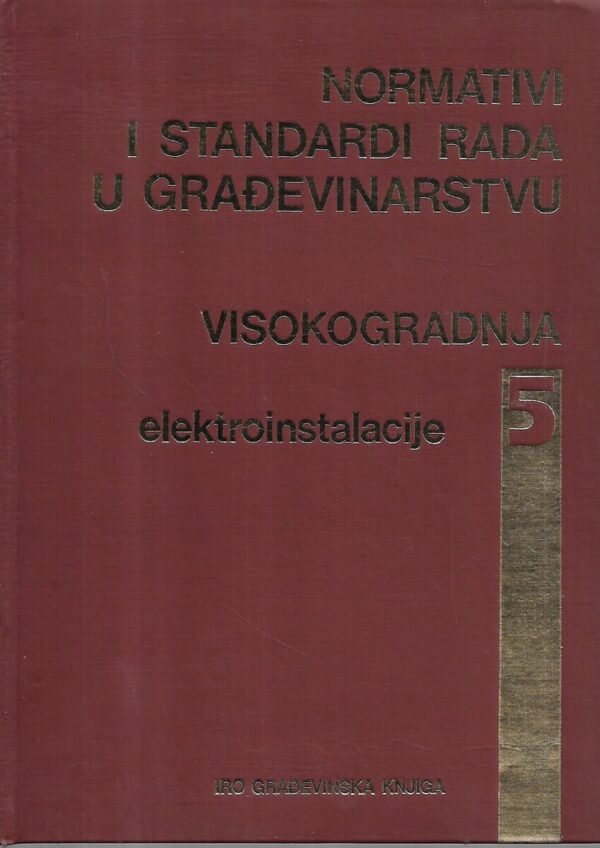 NORMATIVI
I STANDARDI RADA
U GRAĐEVINARSTVU
VISOKOGRADNJA
5
elektroinstalacije
IRO GRAĐEVINSKA KNJIGA